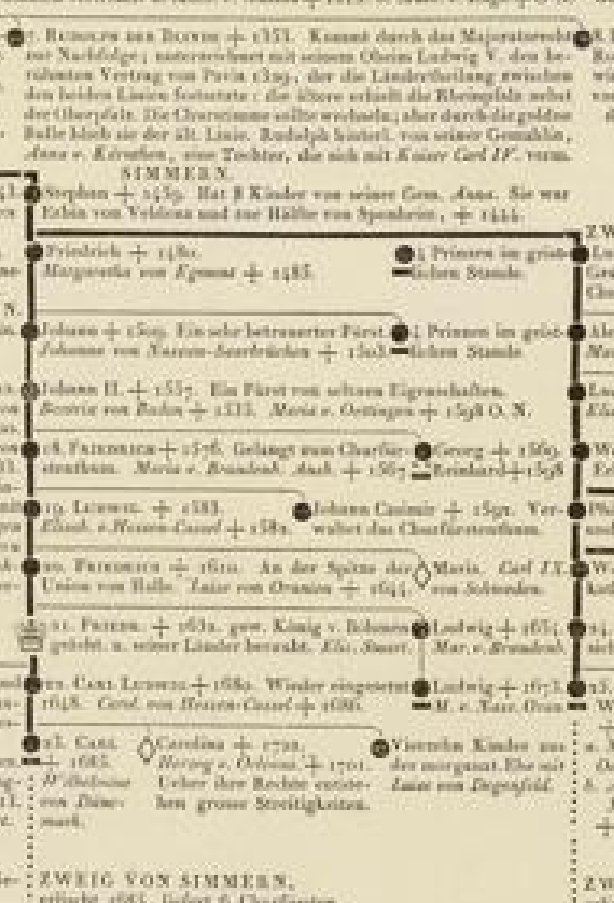 7. RUDOLPH DER BLINDE + 1353. Kommt durch das Majoratsrecht
zur Nachfolge; unterzeichnet mit seinem Oheim Ludwig V. den be-
rühmten Vertrag von Pavia 1329, der die Ländertheilung zwischen
den beiden Linien festsetzte: die ältere erhielt die Rheinpfalz nebst
der Oberpfalz. Die Churstimme sollte wechseln; aber durch die goldne
Bulle blieb sie der ält. Linie. Rudolph hinterl. von seiner Gemahlin,
Anna v. Kärnthen, eine Tochter, die sich mit Kaiser Carl IV. verm.
SIMMERN.
Stephan + 1459. Hat 8 Kinder von seiner Gem. Anna. Sie war
Erbin von Veldenz und zur Hälfte von Sponheim, + 1444.
Friedrich + 1480.
Margaretha von Egmont + 1485.
4 Prinzen im geist-
lichen Stande.
Johann + 1509. Ein sehr betrauerter Fürst.
Johanna von Nassau-Saarbrücken + 1503.
4 Prinzen im geist-
lichen Stande.
Johann II. + 1557. Ein Fürst von seltnen Eigenschaften.
Beatrix von Baden + 1535. Maria v. Oettingen + 1598 O. N.
18. FRIEDRICH + 1576. Gelangt zum Churfür-
stenthum. Maria v. Brandenb. Ansb. + 1567
Georg + 1569.
Reinhard + 1598
19. LUDWIG. + 1583.
Elisab. v. Hessen-Cassel + 1582.
Johann Casimir + 1592. Ver-
waltet das Churfürstenthum.
20. FRIEDRICH + 1610. An der Spitze der
Union von Halle. Luise von Oranien + 1644.
Maria. Carl IX.
von Schweden.
21. FRIEDR. + 1632. gew. König v. Böhmen
geächt. u. seiner Länder beraubt. Elis. Stuart.
Ludwig + 1654.
Mar. v. Brandenb.
22. CARL LUDWIG + 1680. Wieder eingesetzt
1648. Carol. von Hessen-Cassel + 1686.
Ludwig + 1673.
M. v. Nass. Oran
23. CARL
+ 1685.
Wilhelmine
von Däne-
mark.
Carolina + 1722.
Herzog v. Orleans. + 1701.
Ueber ihre Rechte entste-
hen grosse Streitigkeiten.
Vierzehn Kinder aus
der morganat. Ehe mit
Luise von Degenfeld.
ZWEIG VON SIMMERN,
erlischt 1685, liefert 6 Churfürsten